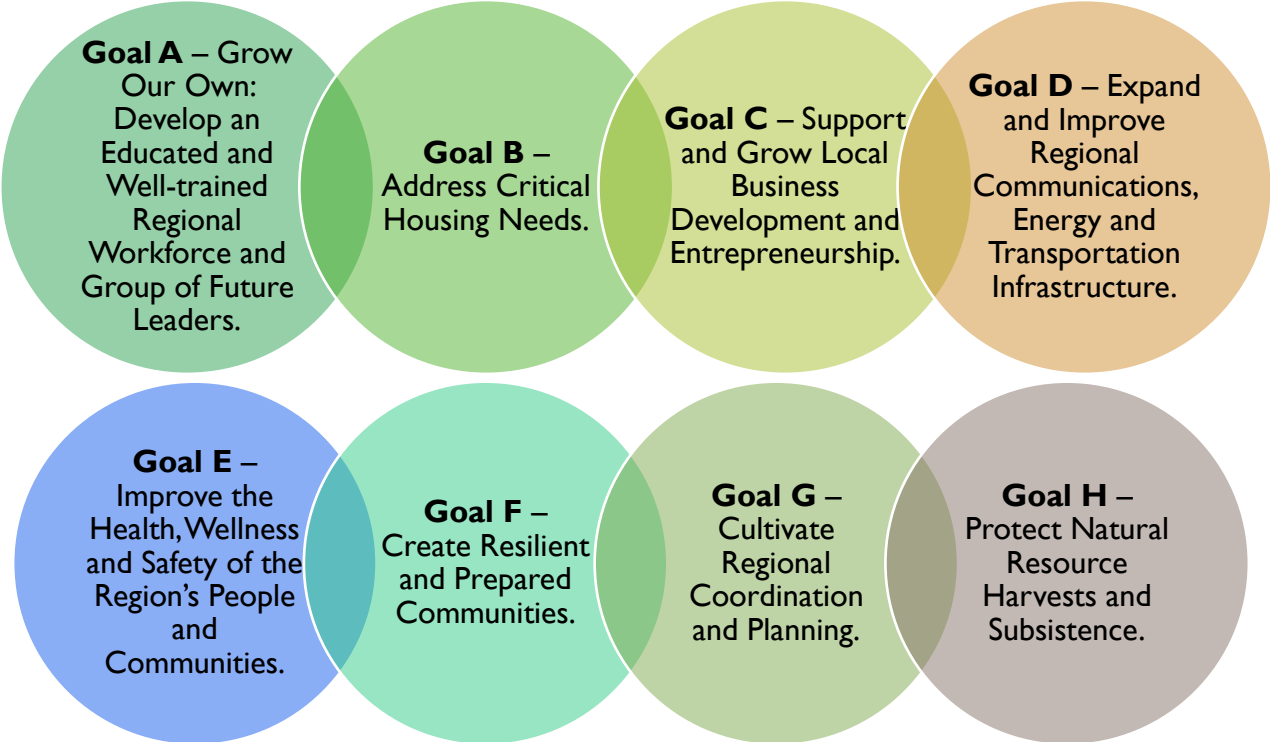 Goal A – Grow
Our Own:
Develop an
Educated and
Well-trained
Regional
Workforce and
Group of Future
Leaders.
Goal B –
Address Critical
Housing Needs.
Goal C – Support
and Grow Local
Business
Development and
Entrepreneurship.
Goal D – Expand
and Improve
Regional
Communications,
Energy and
Transportation
Infrastructure.
Goal E –
Improve the
Health, Wellness
and Safety of the
Region’s People
and
Communities.
Goal F –
Create Resilient
and Prepared
Communities.
Goal G –
Cultivate
Regional
Coordination
and Planning.
Goal H –
Protect Natural
Resource
Harvests and
Subsistence.